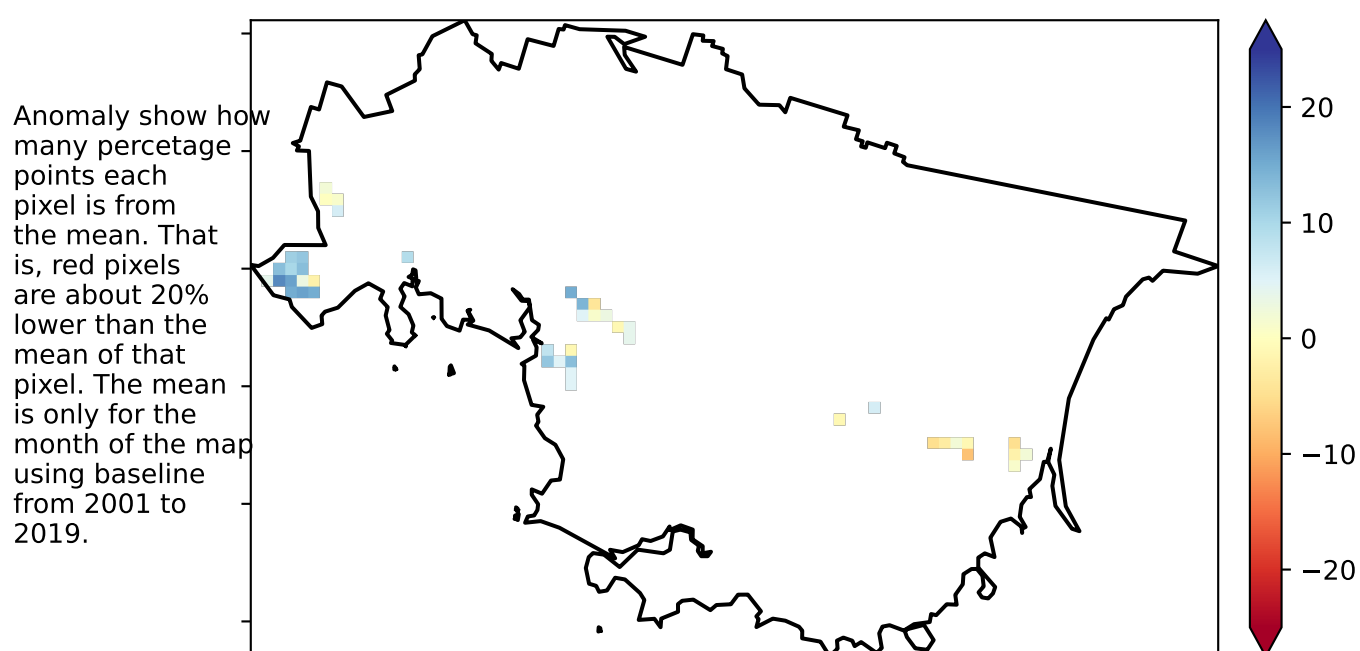 Anomaly show how
many percetage
points each
pixel is from
the mean. That
is, red pixels
are about 20%
lower than the
mean of that
pixel. The mean
is only for the
month of the map
using baseline
from 2001 to
2019.
20
10
0
−10
−20